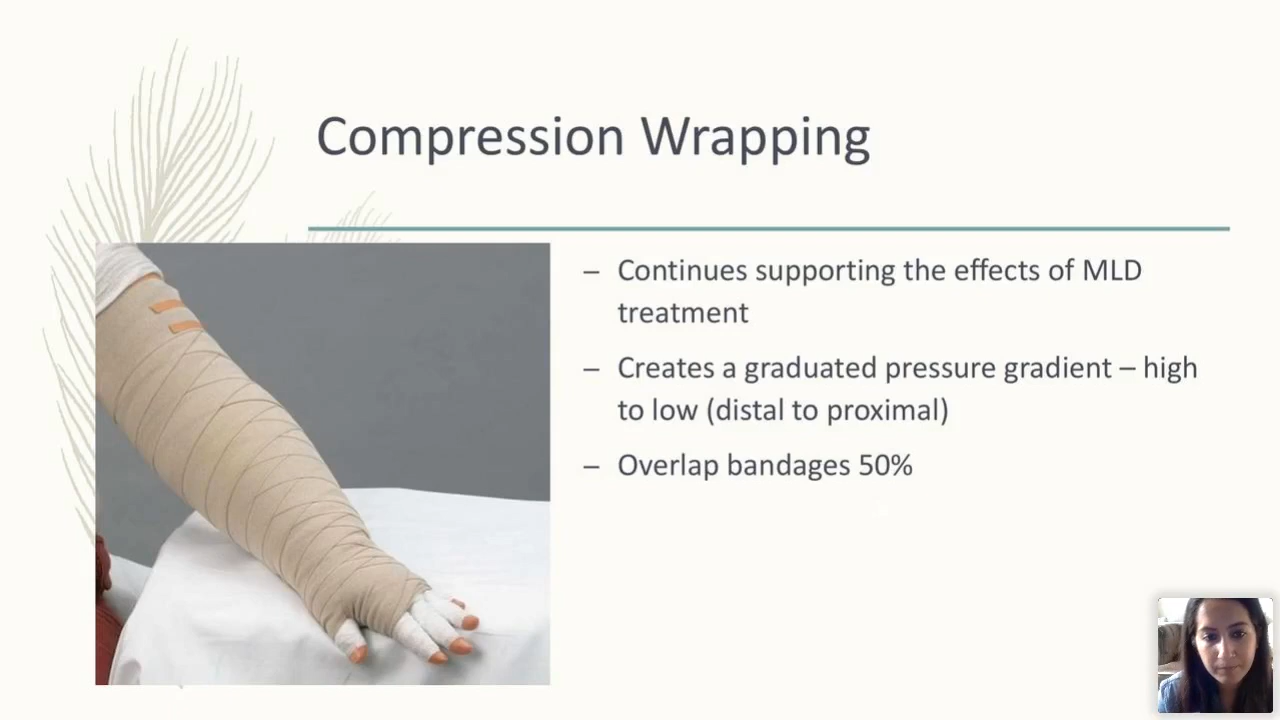 Compression Wrapping
– Continues supporting the effects of MLD
treatment
– Creates a graduated pressure gradient – high
to low (distal to proximal)
– Overlap bandages 50%